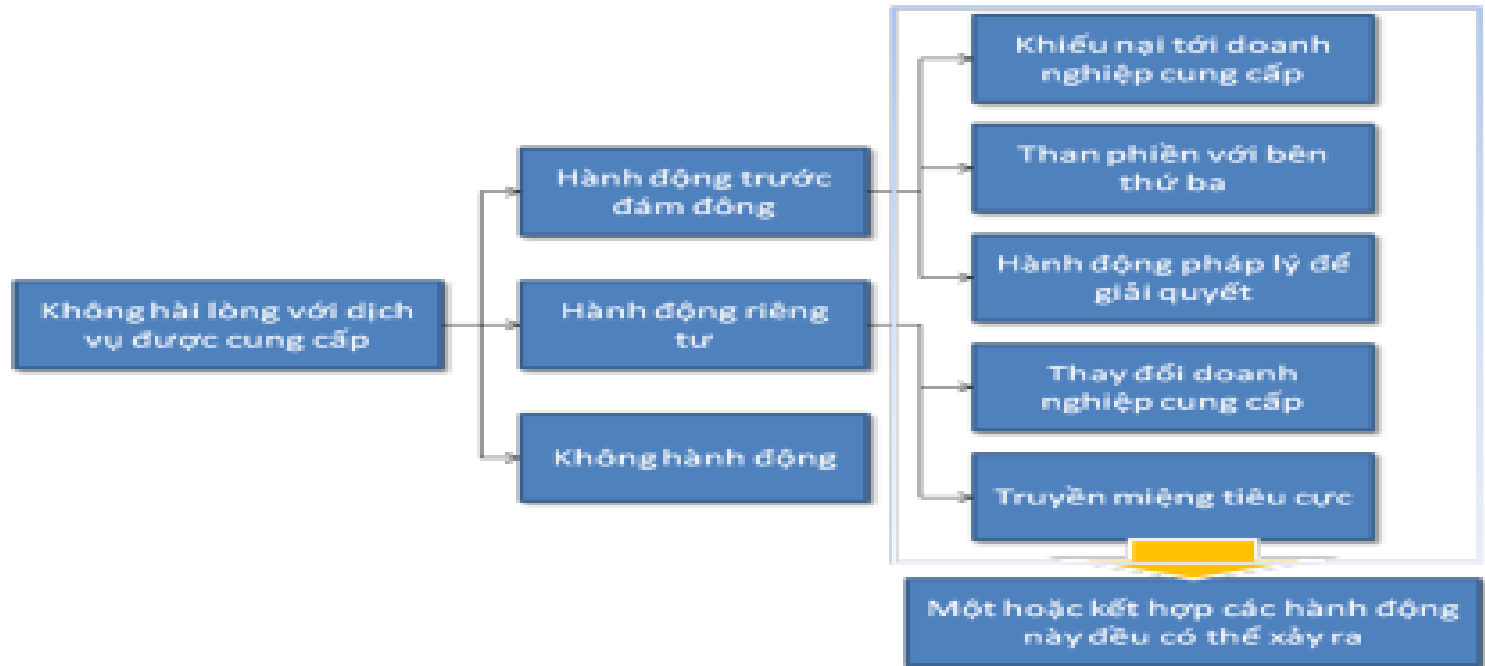 Không hài lòng với dịch
vụ được cung cấp
Hành động trước
đám đông
Hành động riêng
tư
Không hành động
Khiếu nại tới doanh
nghiệp cung cấp
Than phiền với bên
thứ ba
Hành động pháp lý để
giải quyết
Thay đổi doanh
nghiệp cung cấp
Truyền miệng tiêu cực
Một hoặc kết hợp các hành động
này đều có thể xảy ra